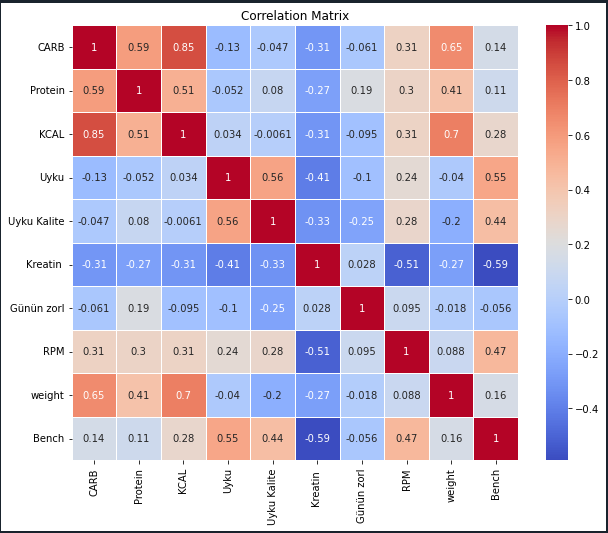 Correlation Matrix
CARB 1 0.59 0.85 -0.13 -0.047 -0.31 -0.061 0.31 0.65 0.14
Protein 0.59 1 0.51 -0.052 0.08 -0.27 0.19 0.3 0.41 0.11
KCAL 0.85 0.51 1 0.034 -0.0061 -0.31 -0.095 0.31 0.7 0.28
Uyku -0.13 -0.052 0.034 1 0.56 -0.41 -0.1 0.24 -0.04 0.55
Uyku Kalite -0.047 0.08 -0.0061 0.56 1 -0.33 -0.25 0.28 -0.2 0.44
Kreatin -0.31 -0.27 -0.31 -0.41 -0.33 1 0.028 -0.51 -0.27 -0.59
Günün zorl -0.061 0.19 -0.095 -0.1 -0.25 0.028 1 0.095 -0.018 -0.056
RPM 0.31 0.3 0.31 0.24 0.28 -0.51 0.095 1 0.088 0.47
weight 0.65 0.41 0.7 -0.04 -0.2 -0.27 -0.018 0.088 1 0.16
Bench 0.14 0.11 0.28 0.55 0.44 -0.59 -0.056 0.47 0.16 1
CARB Protein KCAL Uyku Uyku Kalite Kreatin Günün zorl RPM weight Bench
1.0
0.8
0.6
0.4
0.2
0.0
−0.2
−0.4